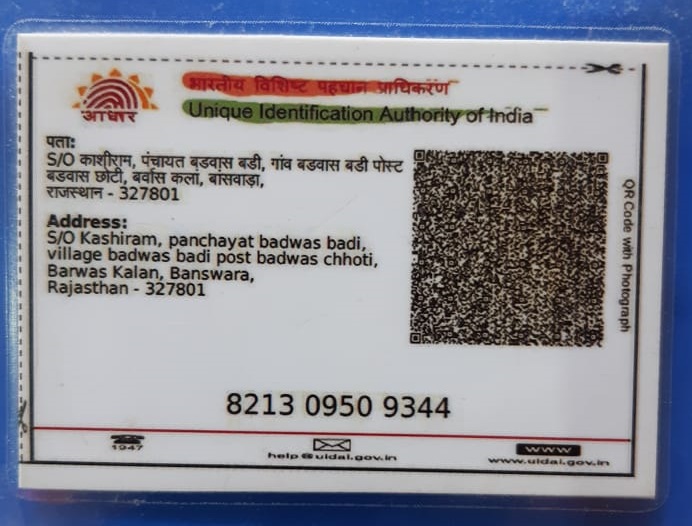 भारतीय विशिष्ट पहचान प्राधिकरण
Unique Identification Authority of India
आधार
पता:
S/O काशीराम, पंचायत बडवास बडी, गांव बडवास बडी पोस्ट
बडवास छोटी, बर्वास कलां, बांसवाड़ा,
राजस्थान - 327801
Address:
S/O Kashiram, panchayat badwas badi,
village badwas badi post badwas chhoti,
Barwas Kalan, Banswara,
Rajasthan - 327801
QR Code with Photograph
8213 0950 9344
1947
help@uidai.gov.in
WWW
www.uidai.gov.in